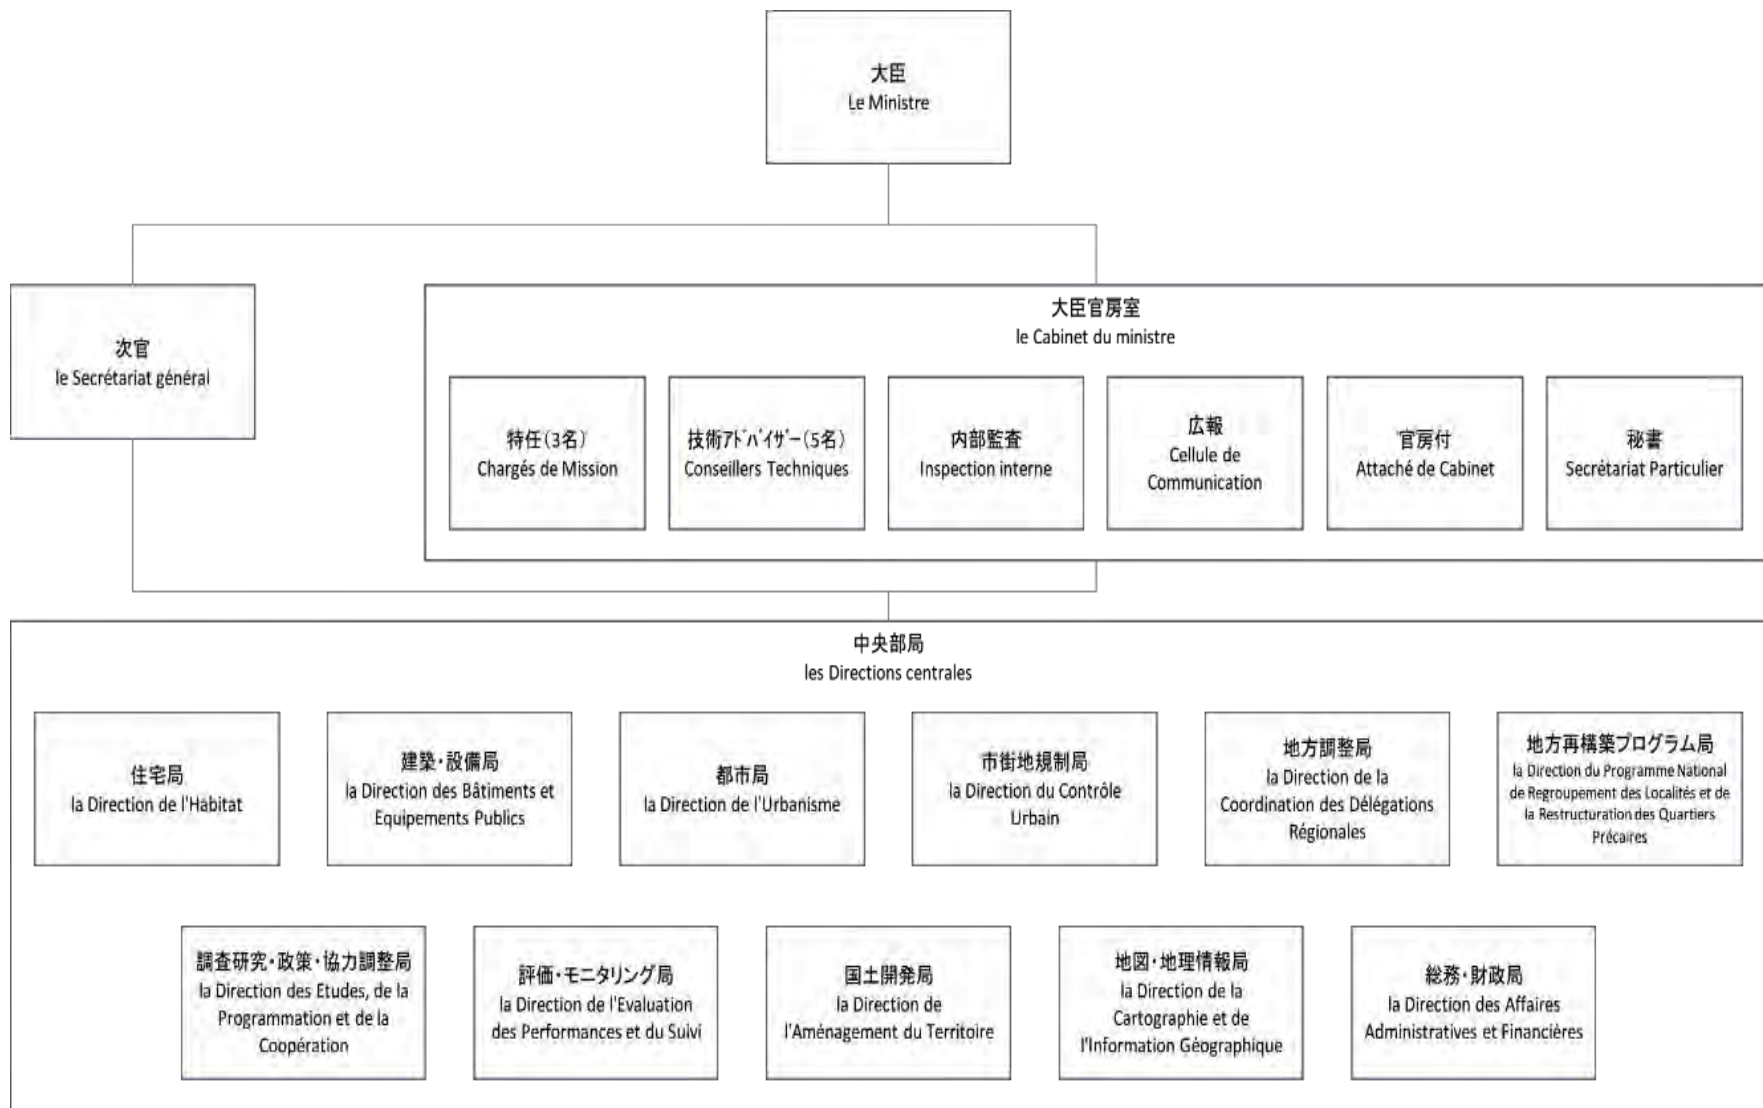 大臣
Le Ministre
次官
le Secrétariat général
大臣官房室
le Cabinet du ministre
特任(3名)
Chargés de Mission
技術ｱﾄﾞﾊﾞｲｻﾞｰ(5名)
Conseillers Techniques
内部監査
Inspection interne
広報
Cellule de
Communication
官房付
Attaché de Cabinet
秘書
Secrétariat Particulier
中央部局
les Directions centrales
住宅局
la Direction de l'Habitat
建築・設備局
la Direction des Bâtiments et
Equipements Publics
都市局
la Direction de l'Urbanisme
市街地規制局
la Direction du Contrôle
Urbain
地方調整局
la Direction de la
Coordination des Délégations
Régionales
地方再構築プログラム局
la Direction du Programme National
de Regroupement des Localités et de
la Restructuration des Quartiers
Précaires
調査研究・政策・協力調整局
la Direction des Etudes, de la
Programmation et de la
Coopération
評価・モニタリング局
la Direction de l'Evaluation
des Performances et du Suivi
国土開発局
la Direction de
l'Aménagement du Territoire
地図・地理情報局
la Direction de la
Cartographie et de
l'Information Géographique
総務・財政局
la Direction des Affaires
Administratives et Financières